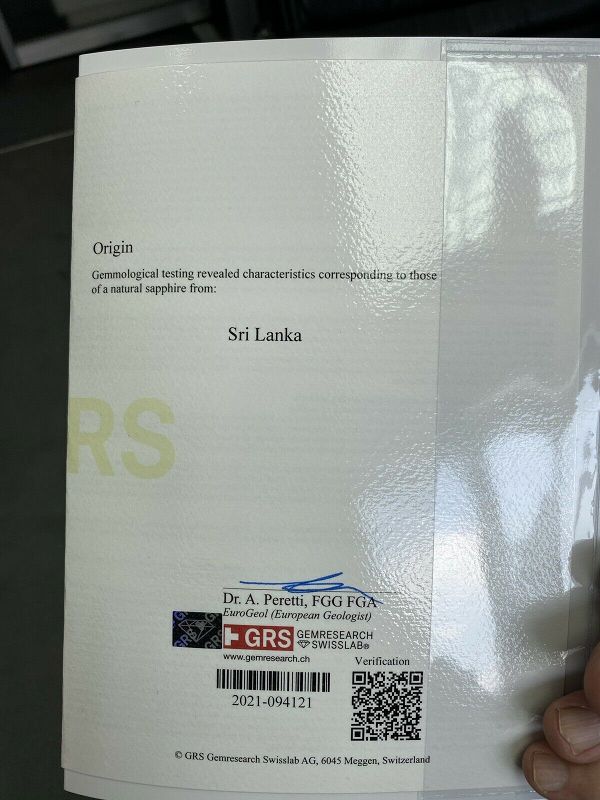 Origin
Gemmological testing revealed characteristics corresponding to those
of a natural sapphire from:
Sri Lanka
RS
Dr. A. Peretti, FGG FGA
EuroGeol (European Geologist)
GRS GEMRESEARCH
SWISSLAB®
www.gemresearch.ch
Verification
2021-094121
© GRS Gemresearch Swisslab AG, 6045 Meggen, Switzerland